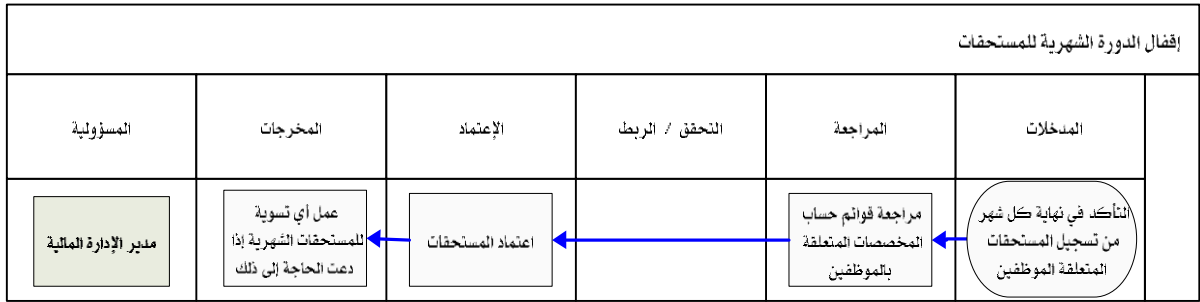 إقفال الدورة الشهرية للمستحقات
المدخلات
المراجعة
التحقق / الربط
الإعتماد
المخرجات
المسؤولية
التأكد في نهاية كل شهر
من تسجيل المستحقات
المتعلقة الموظفين
مراجعة قوائم حساب
المخصصات المتعلقة
بالموظفين
اعتماد المستحقات
عمل أي تسوية
للمستحقات الشهرية إذا
دعت الحاجة إلى ذلك
مدير الإدارة المالية